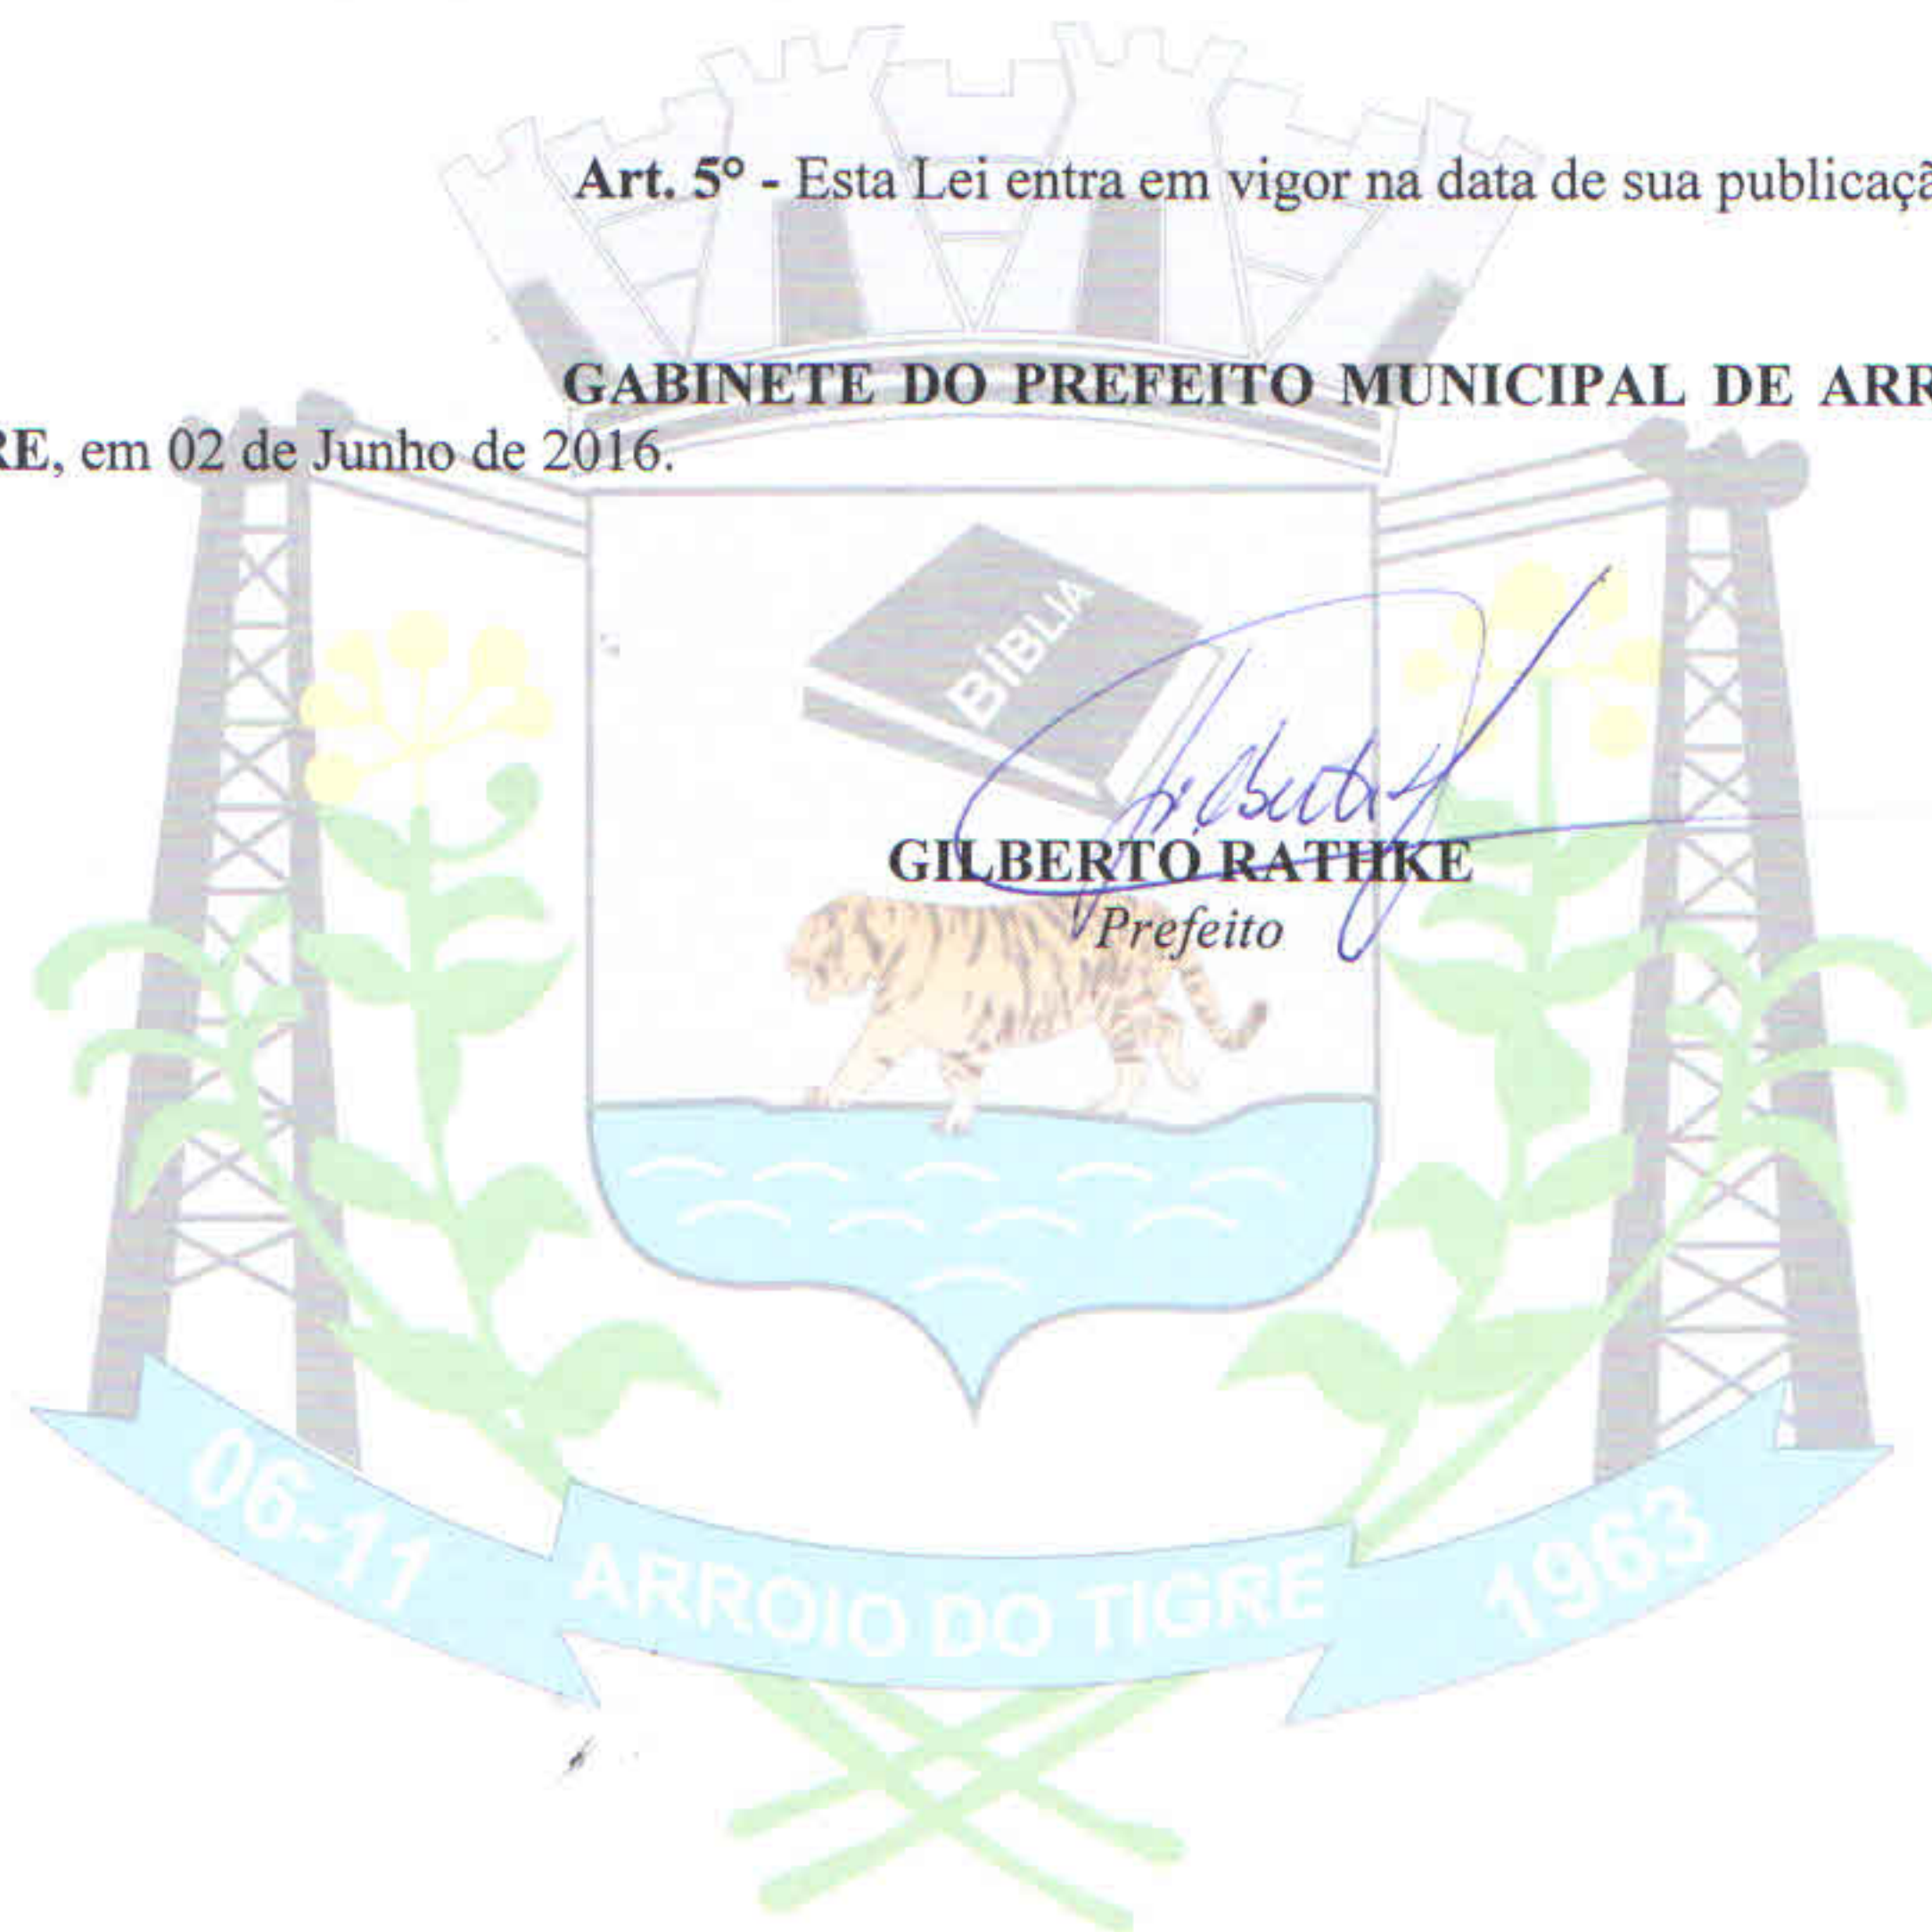 Art. 5° - Esta Lei entra em vigor na data de sua publicaçã
GABINETE DO PREFEITO MUNICIPAL DE ARR
RE, em 02 de Junho de 2016.
BÍBLIA
Gilberto
GILBERTO RATHKE
Prefeito
06-11
ARROIO DO TIGRE
1963